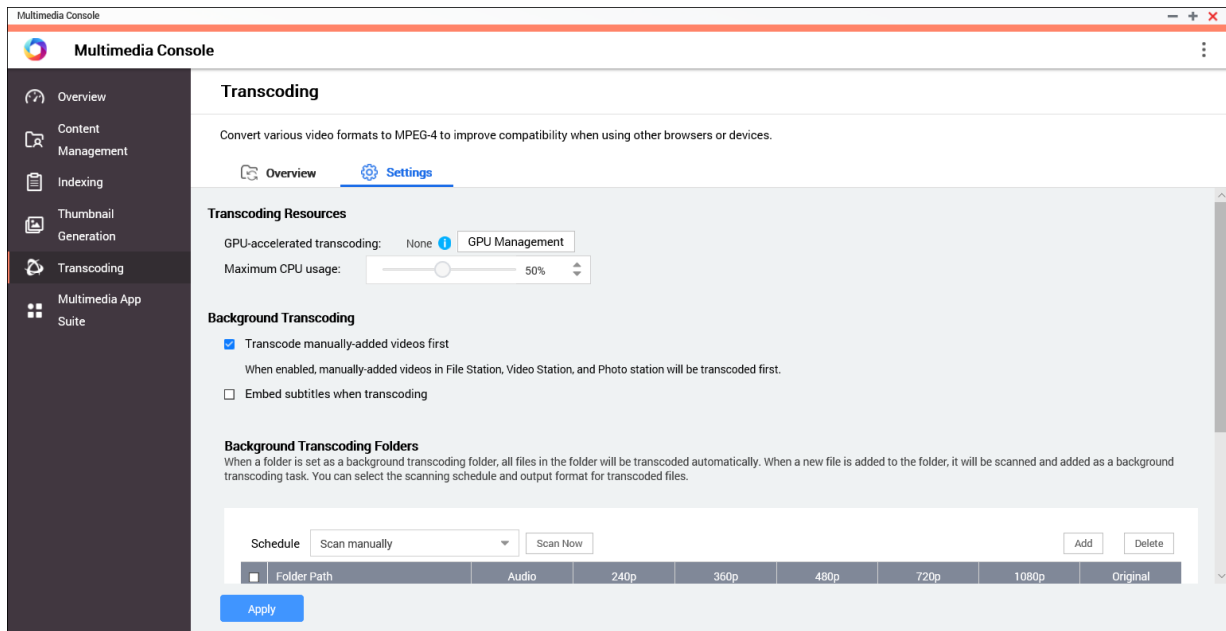 Multimedia Console
Multimedia Console
Overview
Content
Management
Indexing
Thumbnail
Generation
Transcoding
Multimedia App
Suite
Transcoding
Convert various video formats to MPEG-4 to improve compatibility when using other browsers or devices.
Overview Settings
Transcoding Resources
GPU-accelerated transcoding: None GPU Management
Maximum CPU usage: 50%
Background Transcoding
Transcode manually-added videos first
When enabled, manually-added videos in File Station, Video Station, and Photo station will be transcoded first.
Embed subtitles when transcoding
Background Transcoding Folders
When a folder is set as a background transcoding folder, all files in the folder will be transcoded automatically. When a new file is added to the folder, it will be scanned and added as a background
transcoding task. You can select the scanning schedule and output format for transcoded files.
Schedule Scan manually Scan Now Add Delete
Folder Path Audio 240p 360p 480p 720p 1080p Original
Apply